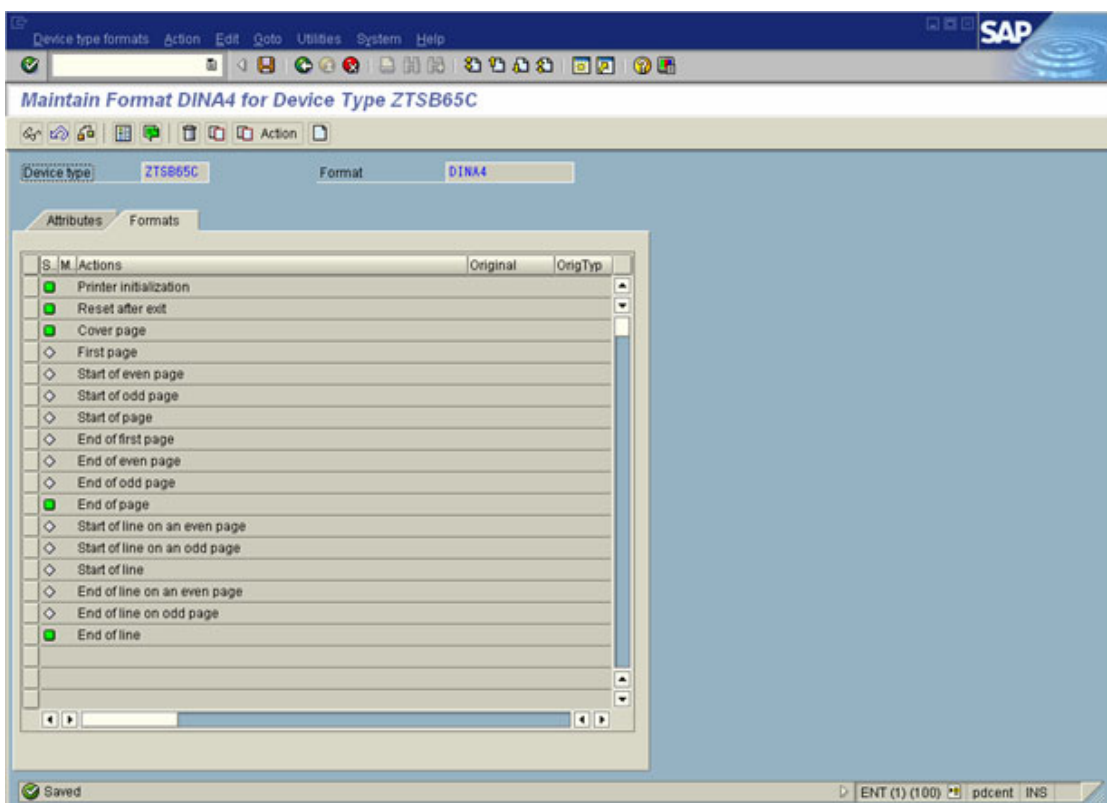 Device type formats Action Edit Goto Utilities System Help
SAP
Maintain Format DINA4 for Device Type ZTSB65C
Action
Device type ZTSB65C Format DINA4
Attributes Formats
S.. M.. Actions Original OrigTyp
Printer initialization
Reset after exit
Cover page
First page
Start of even page
Start of odd page
Start of page
End of first page
End of even page
End of odd page
End of page
Start of line on an even page
Start of line on an odd page
Start of line
End of line on an even page
End of line on odd page
End of line
Saved ENT (1) (100) pdcent INS